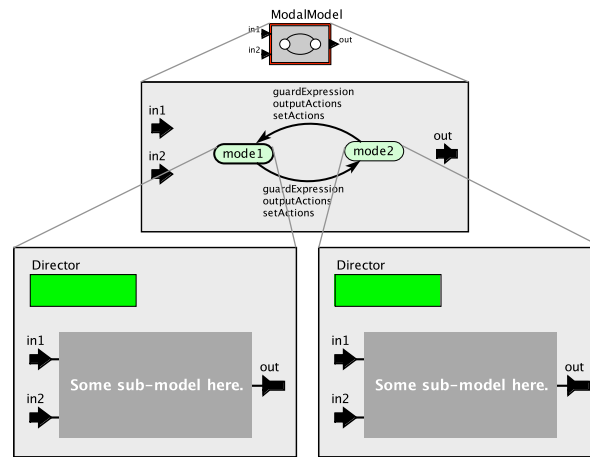 ModalModel
in1
in2
out
guardExpression
outputActions
setActions
in1
in2
out
mode1
mode2
guardExpression
outputActions
setActions
Director
in1
in2
out
Some sub-model here.
Director
in1
in2
out
Some sub-model here.